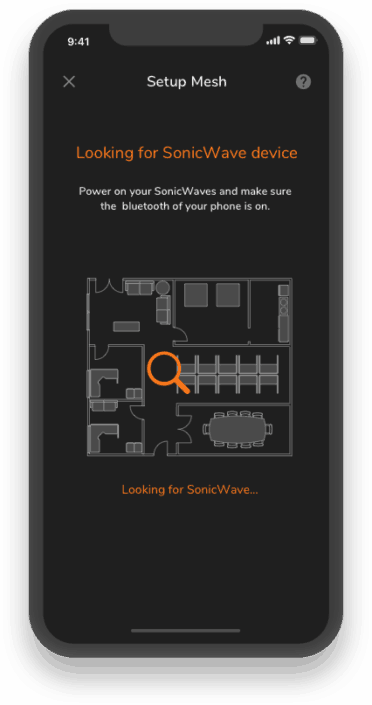 9:41
Setup Mesh
Looking for SonicWave device
Power on your SonicWaves and make sure
the bluetooth of your phone is on.
Looking for SonicWave...